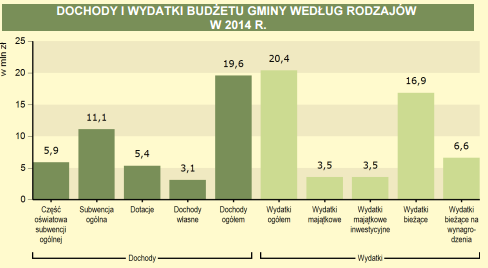 DOCHODY I WYDATKI BUDŻETU GMINY WEDŁUG RODZAJÓW
W 2014 R.
w mln zł
25
20
15
10
5
0
5,9
11,1
5,4
3,1
19,6
20,4
3,5
3,5
16,9
6,6
Część
oświatowa
subwencji
ogólnej
Subwencja
ogólna
Dotacje
Dochody
własne
Dochody
ogółem
Wydatki
ogółem
Wydatki
majątkowe
Wydatki
majątkowe
inwestycyjne
Wydatki
bieżące
Wydatki
bieżące na
wynagro-
dzenia
Dochody
Wydatki